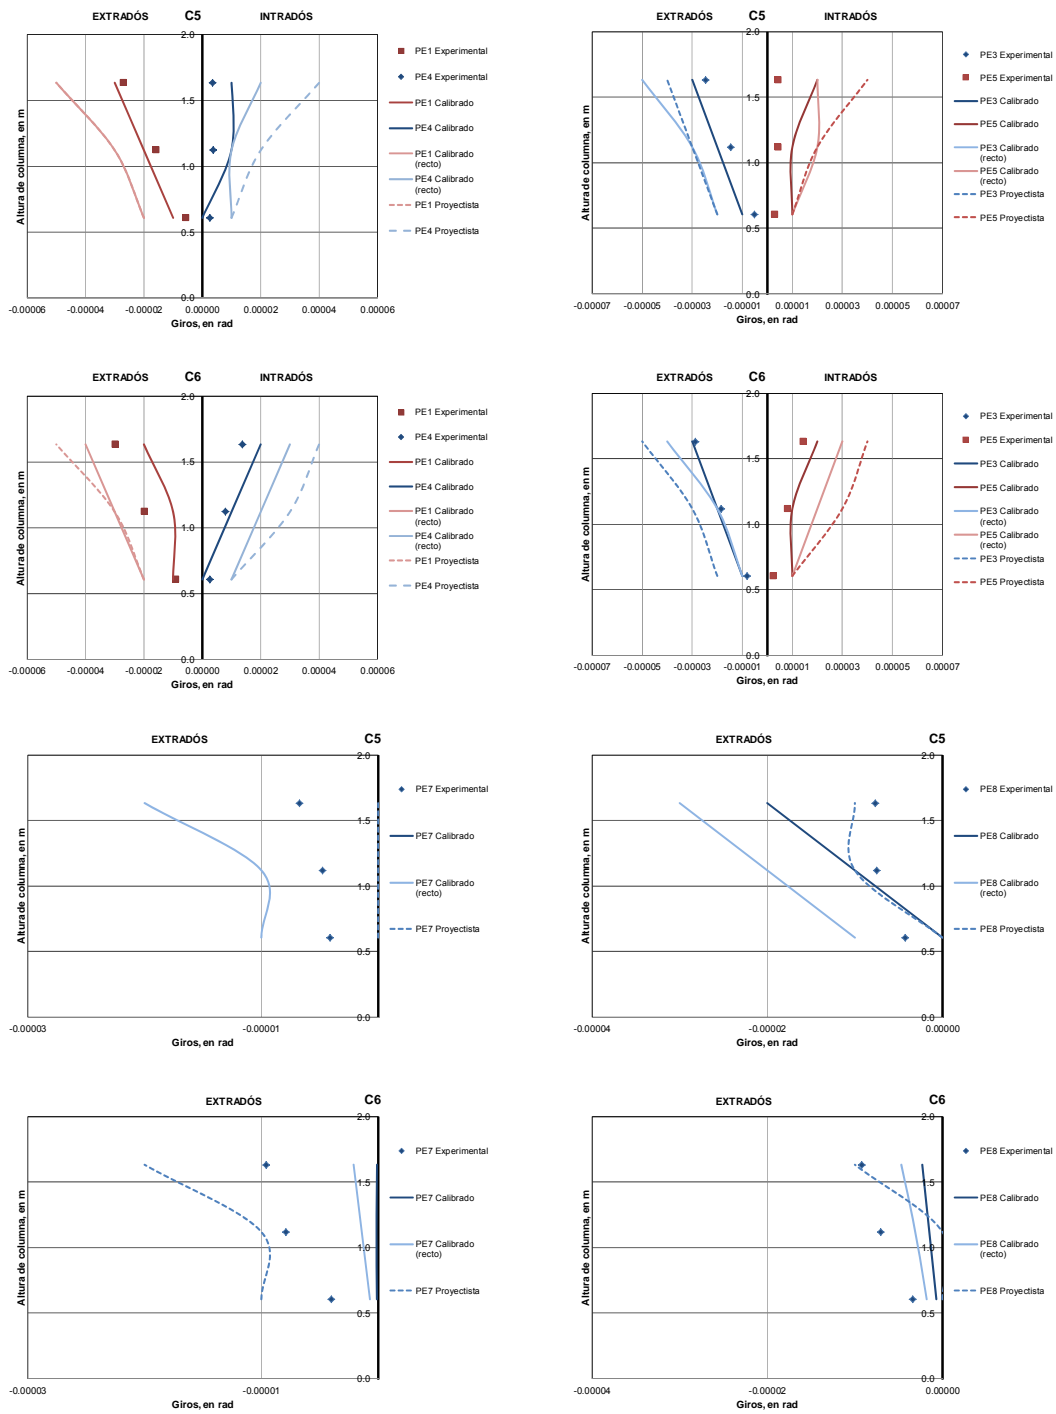 EXTRADÓS C5 INTRADÓS
2.0
1.5
1.0
0.5
0.0
-0.00006 -0.00004 -0.00002 0.00000 0.00002 0.00004 0.00006
Altura de columna, en m
Giros, en rad
PE1 Experimental
PE4 Experimental
PE1 Calibrado
PE4 Calibrado
PE1 Calibrado
(recto)
PE4 Calibrado
(recto)
PE1 Proyectista
PE4 Proyectista
EXTRADÓS C5 INTRADÓS
2.0
1.5
1.0
0.5
0.0
-0.00007 -0.00005 -0.00003 -0.00001 0.00001 0.00003 0.00005 0.00007
Altura de columna, en m
Giros, en rad
PE3 Experimental
PE5 Experimental
PE3 Calibrado
PE5 Calibrado
PE3 Calibrado
(recto)
PE5 Calibrado
(recto)
PE3 Proyectista
PE5 Proyectista
EXTRADÓS C6 INTRADÓS
2.0
1.5
1.0
0.5
0.0
-0.00006 -0.00004 -0.00002 0.00000 0.00002 0.00004 0.00006
Altura de columna, en m
Giros, en rad
PE1 Experimental
PE4 Experimental
PE1 Calibrado
PE4 Calibrado
PE1 Calibrado
(recto)
PE4 Calibrado
(recto)
PE1 Proyectista
PE4 Proyectista
EXTRADÓS C6 INTRADÓS
2.0
1.5
1.0
0.5
0.0
-0.00007 -0.00005 -0.00003 -0.00001 0.00001 0.00003 0.00005 0.00007
Altura de columna, en m
Giros, en rad
PE3 Experimental
PE5 Experimental
PE3 Calibrado
PE5 Calibrado
PE3 Calibrado
(recto)
PE5 Calibrado
(recto)
PE3 Proyectista
PE5 Proyectista
EXTRADÓS C5
2.0
1.5
1.0
0.5
0.0
-0.00003 -0.00001
Altura de columna, en m
Giros, en rad
PE7 Experimental
PE7 Calibrado
PE7 Calibrado
(recto)
PE7 Proyectista
EXTRADÓS C5
2.0
1.5
1.0
0.5
0.0
-0.00004 -0.00002 0.00000
Altura de columna, en m
Giros, en rad
PE8 Experimental
PE8 Calibrado
PE8 Calibrado
(recto)
PE8 Proyectista
EXTRADÓS C6
2.0
1.5
1.0
0.5
0.0
-0.00003 -0.00001
Altura de columna, en m
Giros, en rad
PE7 Experimental
PE7 Calibrado
PE7 Calibrado
(recto)
PE7 Proyectista
EXTRADÓS C6
2.0
1.5
1.0
0.5
0.0
-0.00004 -0.00002 0.00000
Altura de columna, en m
Giros, en rad
PE8 Experimental
PE8 Calibrado
PE8 Calibrado
(recto)
PE8 Proyectista